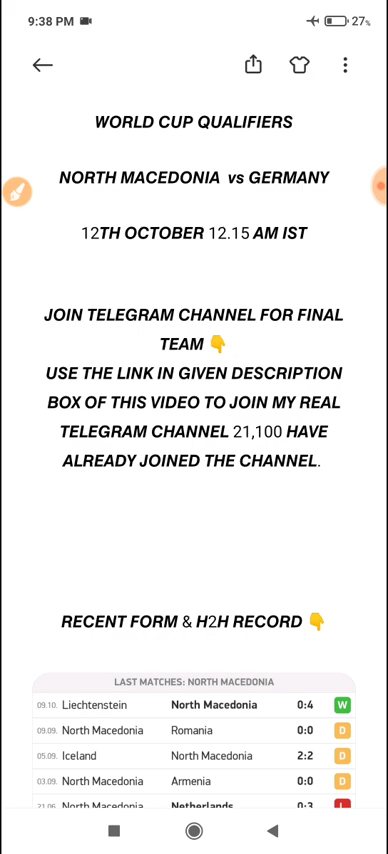 9:38 PM
27%
WORLD CUP QUALIFIERS
NORTH MACEDONIA vs GERMANY
12TH OCTOBER 12.15 AM IST
JOIN TELEGRAM CHANNEL FOR FINAL
TEAM 👇
USE THE LINK IN GIVEN DESCRIPTION
BOX OF THIS VIDEO TO JOIN MY REAL
TELEGRAM CHANNEL 21,100 HAVE
ALREADY JOINED THE CHANNEL.
RECENT FORM & H2H RECORD 👇
LAST MATCHES: NORTH MACEDONIA
09.10. Liechtenstein North Macedonia 0:4 W
09.09. North Macedonia Romania 0:0 D
05.09. Iceland North Macedonia 2:2 D
03.09. North Macedonia Armenia 0:0 D
21.06. North Macedonia Netherlands 0:3 L